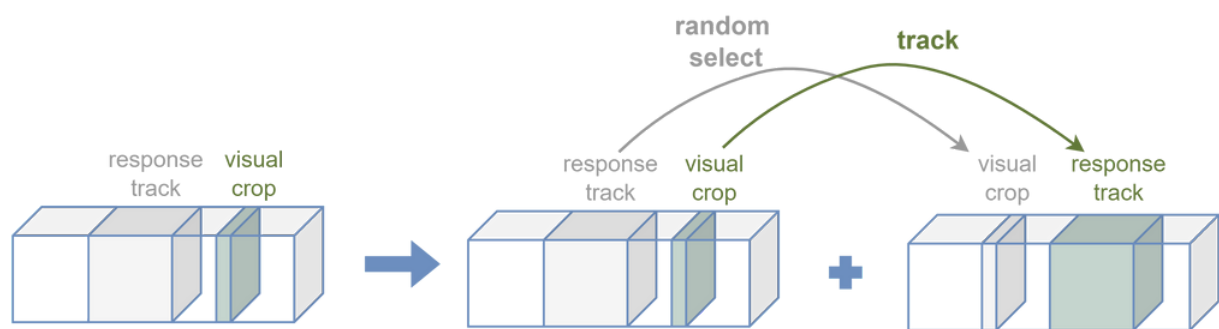 random
select
track
response
track
visual
crop
response
track
visual
crop
visual
crop
response
track